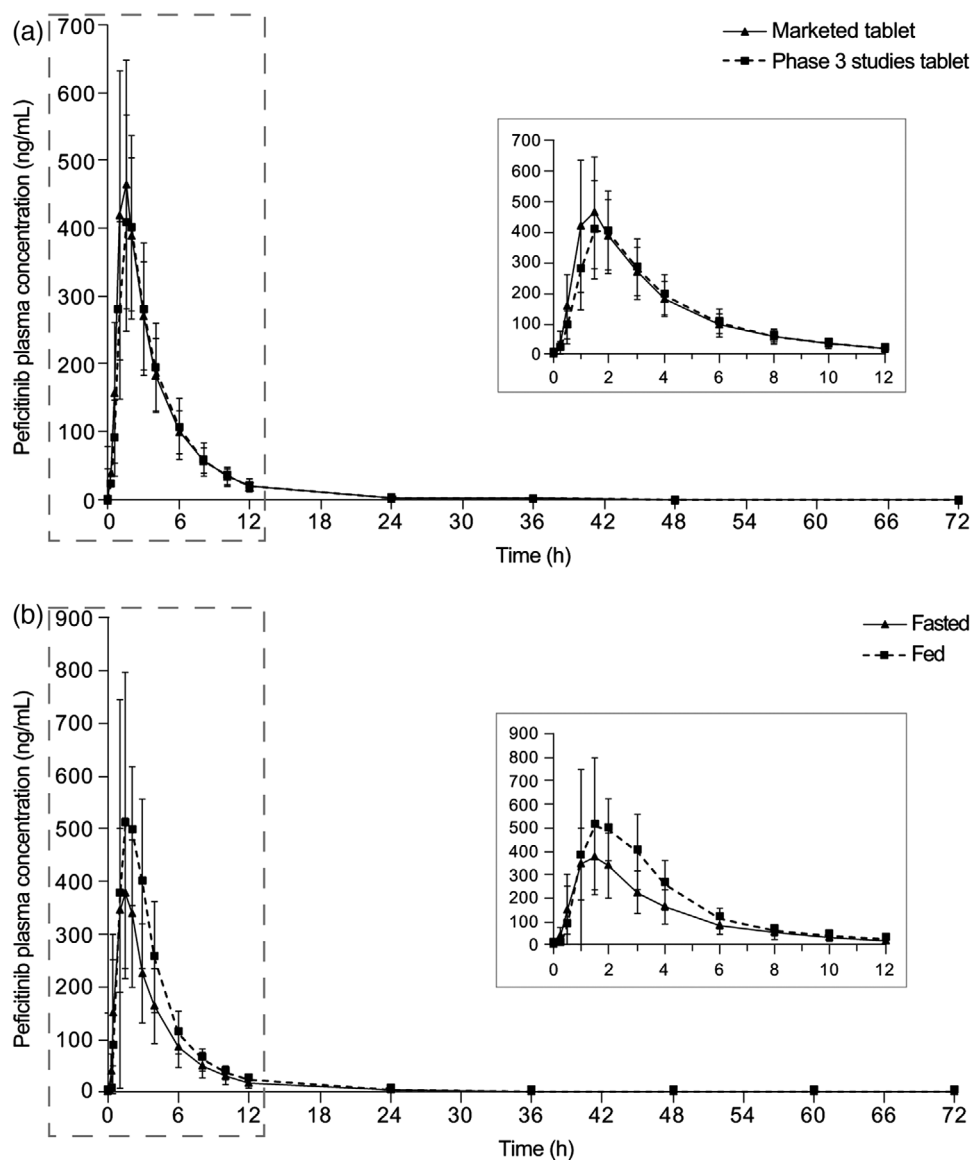 (a)
Marketed tablet
Phase 3 studies tablet
Peficitinib plasma concentration (ng/mL)
700
600
500
400
300
200
100
0
0 6 12 18 24 30 36 42 48 54 60 66 72
Time (h)
700
600
500
400
300
200
100
0
0 2 4 6 8 10 12
(b)
Fasted
Fed
Peficitinib plasma concentration (ng/mL)
900
800
700
600
500
400
300
200
100
0
0 6 12 18 24 30 36 42 48 54 60 66 72
Time (h)
900
800
700
600
500
400
300
200
100
0
0 2 4 6 8 10 12